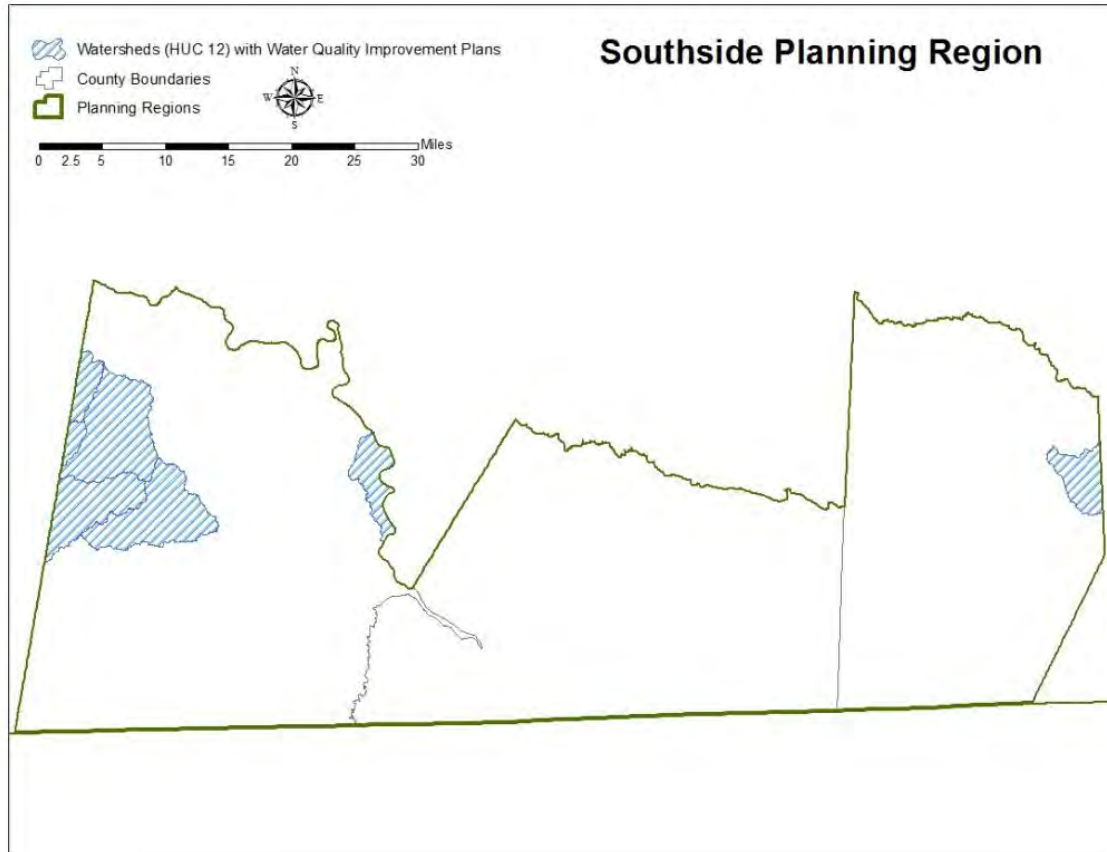 Southside Planning Region
Watersheds (HUC 12) with Water Quality Improvement Plans
County Boundaries
Planning Regions
N
W E
S
Miles
0 2.5 5 10 15 20 25 30